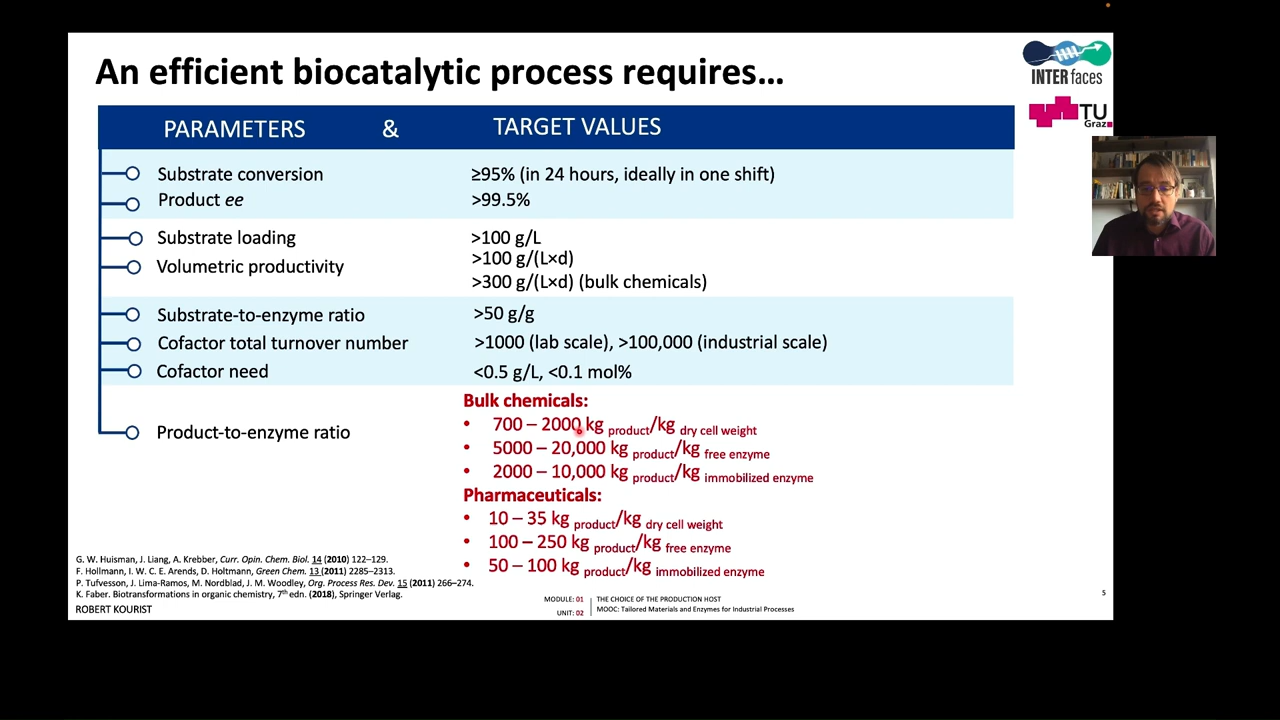 An efficient biocatalytic process requires…
INTERfaces
TU
Graz
PARAMETERS & TARGET VALUES
Substrate conversion ≥95% (in 24 hours, ideally in one shift)
Product ee >99.5%
Substrate loading >100 g/L
Volumetric productivity >100 g/(L×d)
>300 g/(L×d) (bulk chemicals)
Substrate-to-enzyme ratio >50 g/g
Cofactor total turnover number >1000 (lab scale), >100,000 (industrial scale)
Cofactor need <0.5 g/L, <0.1 mol%
Product-to-enzyme ratio
Bulk chemicals:
• 700 – 2000 kg product/kg dry cell weight
• 5000 – 20,000 kg product/kg free enzyme
• 2000 – 10,000 kg product/kg immobilized enzyme
Pharmaceuticals:
• 10 – 35 kg product/kg dry cell weight
• 100 – 250 kg product/kg free enzyme
• 50 – 100 kg product/kg immobilized enzyme
G. W. Huisman, J. Liang, A. Krebber, Curr. Opin. Chem. Biol. 14 (2010) 122–129.
F. Hollmann, I. W. C. E. Arends, D. Holtmann, Green Chem. 13 (2011) 2285–2313.
P. Tufvesson, J. Lima-Ramos, M. Nordblad, J. M. Woodley, Org. Process Res. Dev. 15 (2011) 266–274.
K. Faber. Biotransformations in organic chemistry, 7th edn. (2018), Springer Verlag.
ROBERT KOURIST
MODULE: 01 THE CHOICE OF THE PRODUCTION HOST
UNIT: 02 MOOC: Tailored Materials and Enzymes for Industrial Processes
5